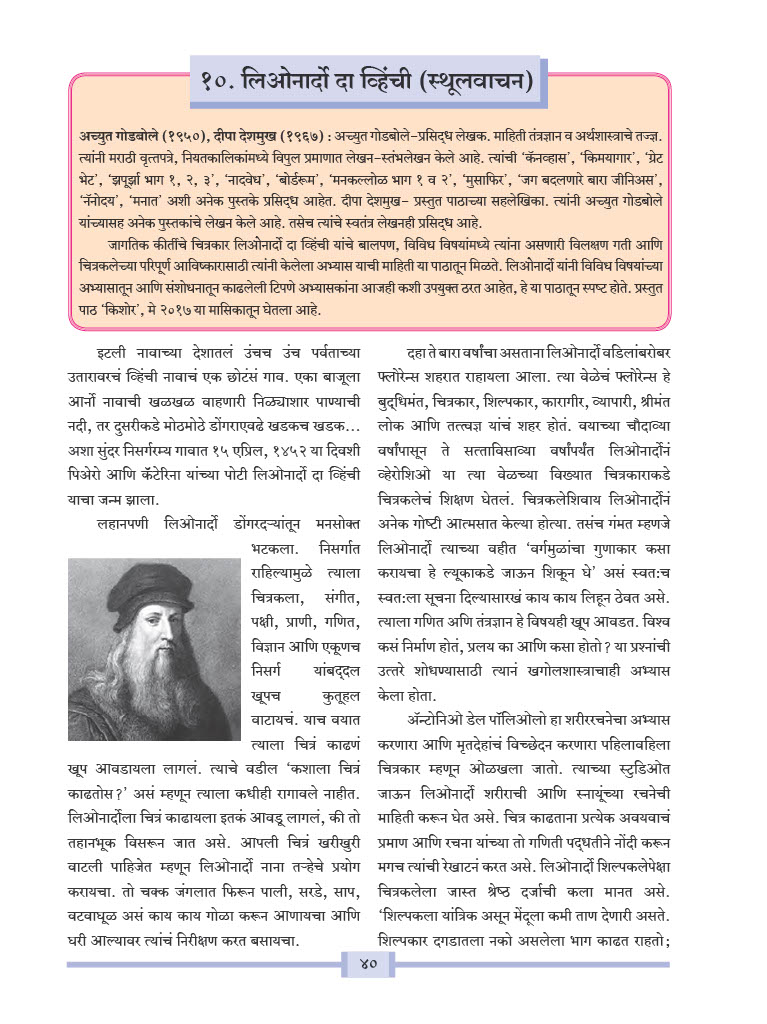 १०. लिओनार्दो दा व्हिंची (स्थूलवाचन)
अच्युत गोडबोले (१९५०), दीपा देशमुख (१९६७) : अच्युत गोडबोले-प्रसिद्ध लेखक. माहिती तंत्रज्ञान व अर्थशास्त्राचे तज्ज्ञ.
त्यांनी मराठी वृत्तपत्रे, नियतकालिकांमध्ये विपुल प्रमाणात लेखन-स्तंभलेखन केले आहे. त्यांची ‘कॅनव्हास’, ‘किमयागार’, ‘ग्रेट
भेट’, ‘झपूर्झा भाग १, २, ३’, ‘नादवेध’, ‘बोर्डरूम’, ‘मनकल्लोळ भाग १ व २’, ‘मुसाफिर’, ‘जग बदलणारे बारा जीनिअस’,
‘नॅनोदय’, ‘मनात’ अशी अनेक पुस्तके प्रसिद्ध आहेत. दीपा देशमुख- प्रस्तुत पाठाच्या सहलेखिका. त्यांनी अच्युत गोडबोले
यांच्यासह अनेक पुस्तकांचे लेखन केले आहे. तसेच त्यांचे स्वतंत्र लेखनही प्रसिद्ध आहे.
जागतिक कीर्तीचे चित्रकार लिओनार्दो दा व्हिंची यांचे बालपण, विविध विषयांमध्ये त्यांना असणारी विलक्षण गती आणि
चित्रकलेच्या परिपूर्ण आविष्कारासाठी त्यांनी केलेला अभ्यास याची माहिती या पाठातून मिळते. लिओनार्दो यांनी विविध विषयांच्या
अभ्यासातून आणि संशोधनातून काढलेली टिपणे अभ्यासकांना आजही कशी उपयुक्त ठरत आहेत, हे या पाठातून स्पष्ट होते. प्रस्तुत
पाठ ‘किशोर’, मे २०१७ या मासिकातून घेतला आहे.
इटली नावाच्या देशातलं उंचच उंच पर्वताच्या
उतारावरचं व्हिंची नावाचं एक छोटंसं गाव. एका बाजूला
आर्नो नावाची खळखळ वाहणारी निळ्याशार पाण्याची
नदी, तर दुसरीकडे मोठमोठे डोंगराएवढे खडकच खडक...
अशा सुंदर निसर्गरम्य गावात १५ एप्रिल, १४५२ या दिवशी
पिअेरो आणि कॅटेरिना यांच्या पोटी लिओनार्दो दा व्हिंची
याचा जन्म झाला.
लहानपणी लिओनार्दो डोंगरदऱ्यांतून मनसोक्त
भटकला. निसर्गात
राहिल्यामुळे त्याला
चित्रकला, संगीत,
पक्षी, प्राणी, गणित,
विज्ञान आणि एकूणच
निसर्ग यांबद्दल
खूपच कुतूहल
वाटायचं. याच वयात
त्याला चित्रं काढणं
खूप आवडायला लागलं. त्याचे वडील ‘कशाला चित्रं
काढतोस ?’ असं म्हणून त्याला कधीही रागावले नाहीत.
लिओनार्दोला चित्रं काढायला इतकं आवडू लागलं, की तो
तहानभूक विसरून जात असे. आपली चित्रं खरीखुरी
वाटली पाहिजेत म्हणून लिओनार्दो नाना तऱ्हेचे प्रयोग
करायचा. तो चक्क जंगलात फिरून पाली, सरडे, साप,
वटवाघूळ असं काय काय गोळा करून आणायचा आणि
घरी आल्यावर त्यांचं निरीक्षण करत बसायचा.
दहा ते बारा वर्षांचा असताना लिओनार्दो वडिलांबरोबर
फ्लोरेन्स शहरात राहायला आला. त्या वेळेचं फ्लोरेन्स हे
बुद्धिमंत, चित्रकार, शिल्पकार, कारागीर, व्यापारी, श्रीमंत
लोक आणि तत्त्वज्ञ यांचं शहर होतं. वयाच्या चौदाव्या
वर्षांपासून ते सत्ताविसाव्या वर्षांपर्यंत लिओनार्दोनं
व्हेरोशिओ या त्या वेळच्या विख्यात चित्रकाराकडे
चित्रकलेचं शिक्षण घेतलं. चित्रकलेशिवाय लिओनार्दोनं
अनेक गोष्टी आत्मसात केल्या होत्या. तसंच गंमत म्हणजे
लिओनार्दो त्याच्या वहीत ‘वर्गमुळांचा गुणाकार कसा
करायचा हे ल्यूकाकडे जाऊन शिकून घे’ असं स्वत:च
स्वत:ला सूचना दिल्यासारखं काय काय लिहून ठेवत असे.
त्याला गणित अणि तंत्रज्ञान हे विषयही खूप आवडत. विश्व
कसं निर्माण होतं, प्रलय का आणि कसा होतो ? या प्रश्नांची
उत्तरे शोधण्यासाठी त्यानं खगोलशास्त्राचाही अभ्यास
केला होता.
अ‍ॅन्टोनिओ डेल पॉलिओलो हा शरीररचनेचा अभ्यास
करणारा आणि मृतदेहांचं विच्छेदन करणारा पहिलावहिला
चित्रकार म्हणून ओळखला जातो. त्याच्या स्टुडिओत
जाऊन लिओनार्दो शरीराची आणि स्नायूंच्या रचनेची
माहिती करून घेत असे. चित्र काढताना प्रत्येक अवयवाचं
प्रमाण आणि रचना यांच्या तो गणिती पद्धतीने नोंदी करून
मगच त्यांची रेखाटनं करत असे. लिओनार्दो शिल्पकलेपेक्षा
चित्रकलेला जास्त श्रेष्ठ दर्जाची कला मानत असे.
‘शिल्पकला यांत्रिक असून मेंदूला कमी ताण देणारी असते.
शिल्पकार दगडातला नको असलेला भाग काढत राहतो;
४०